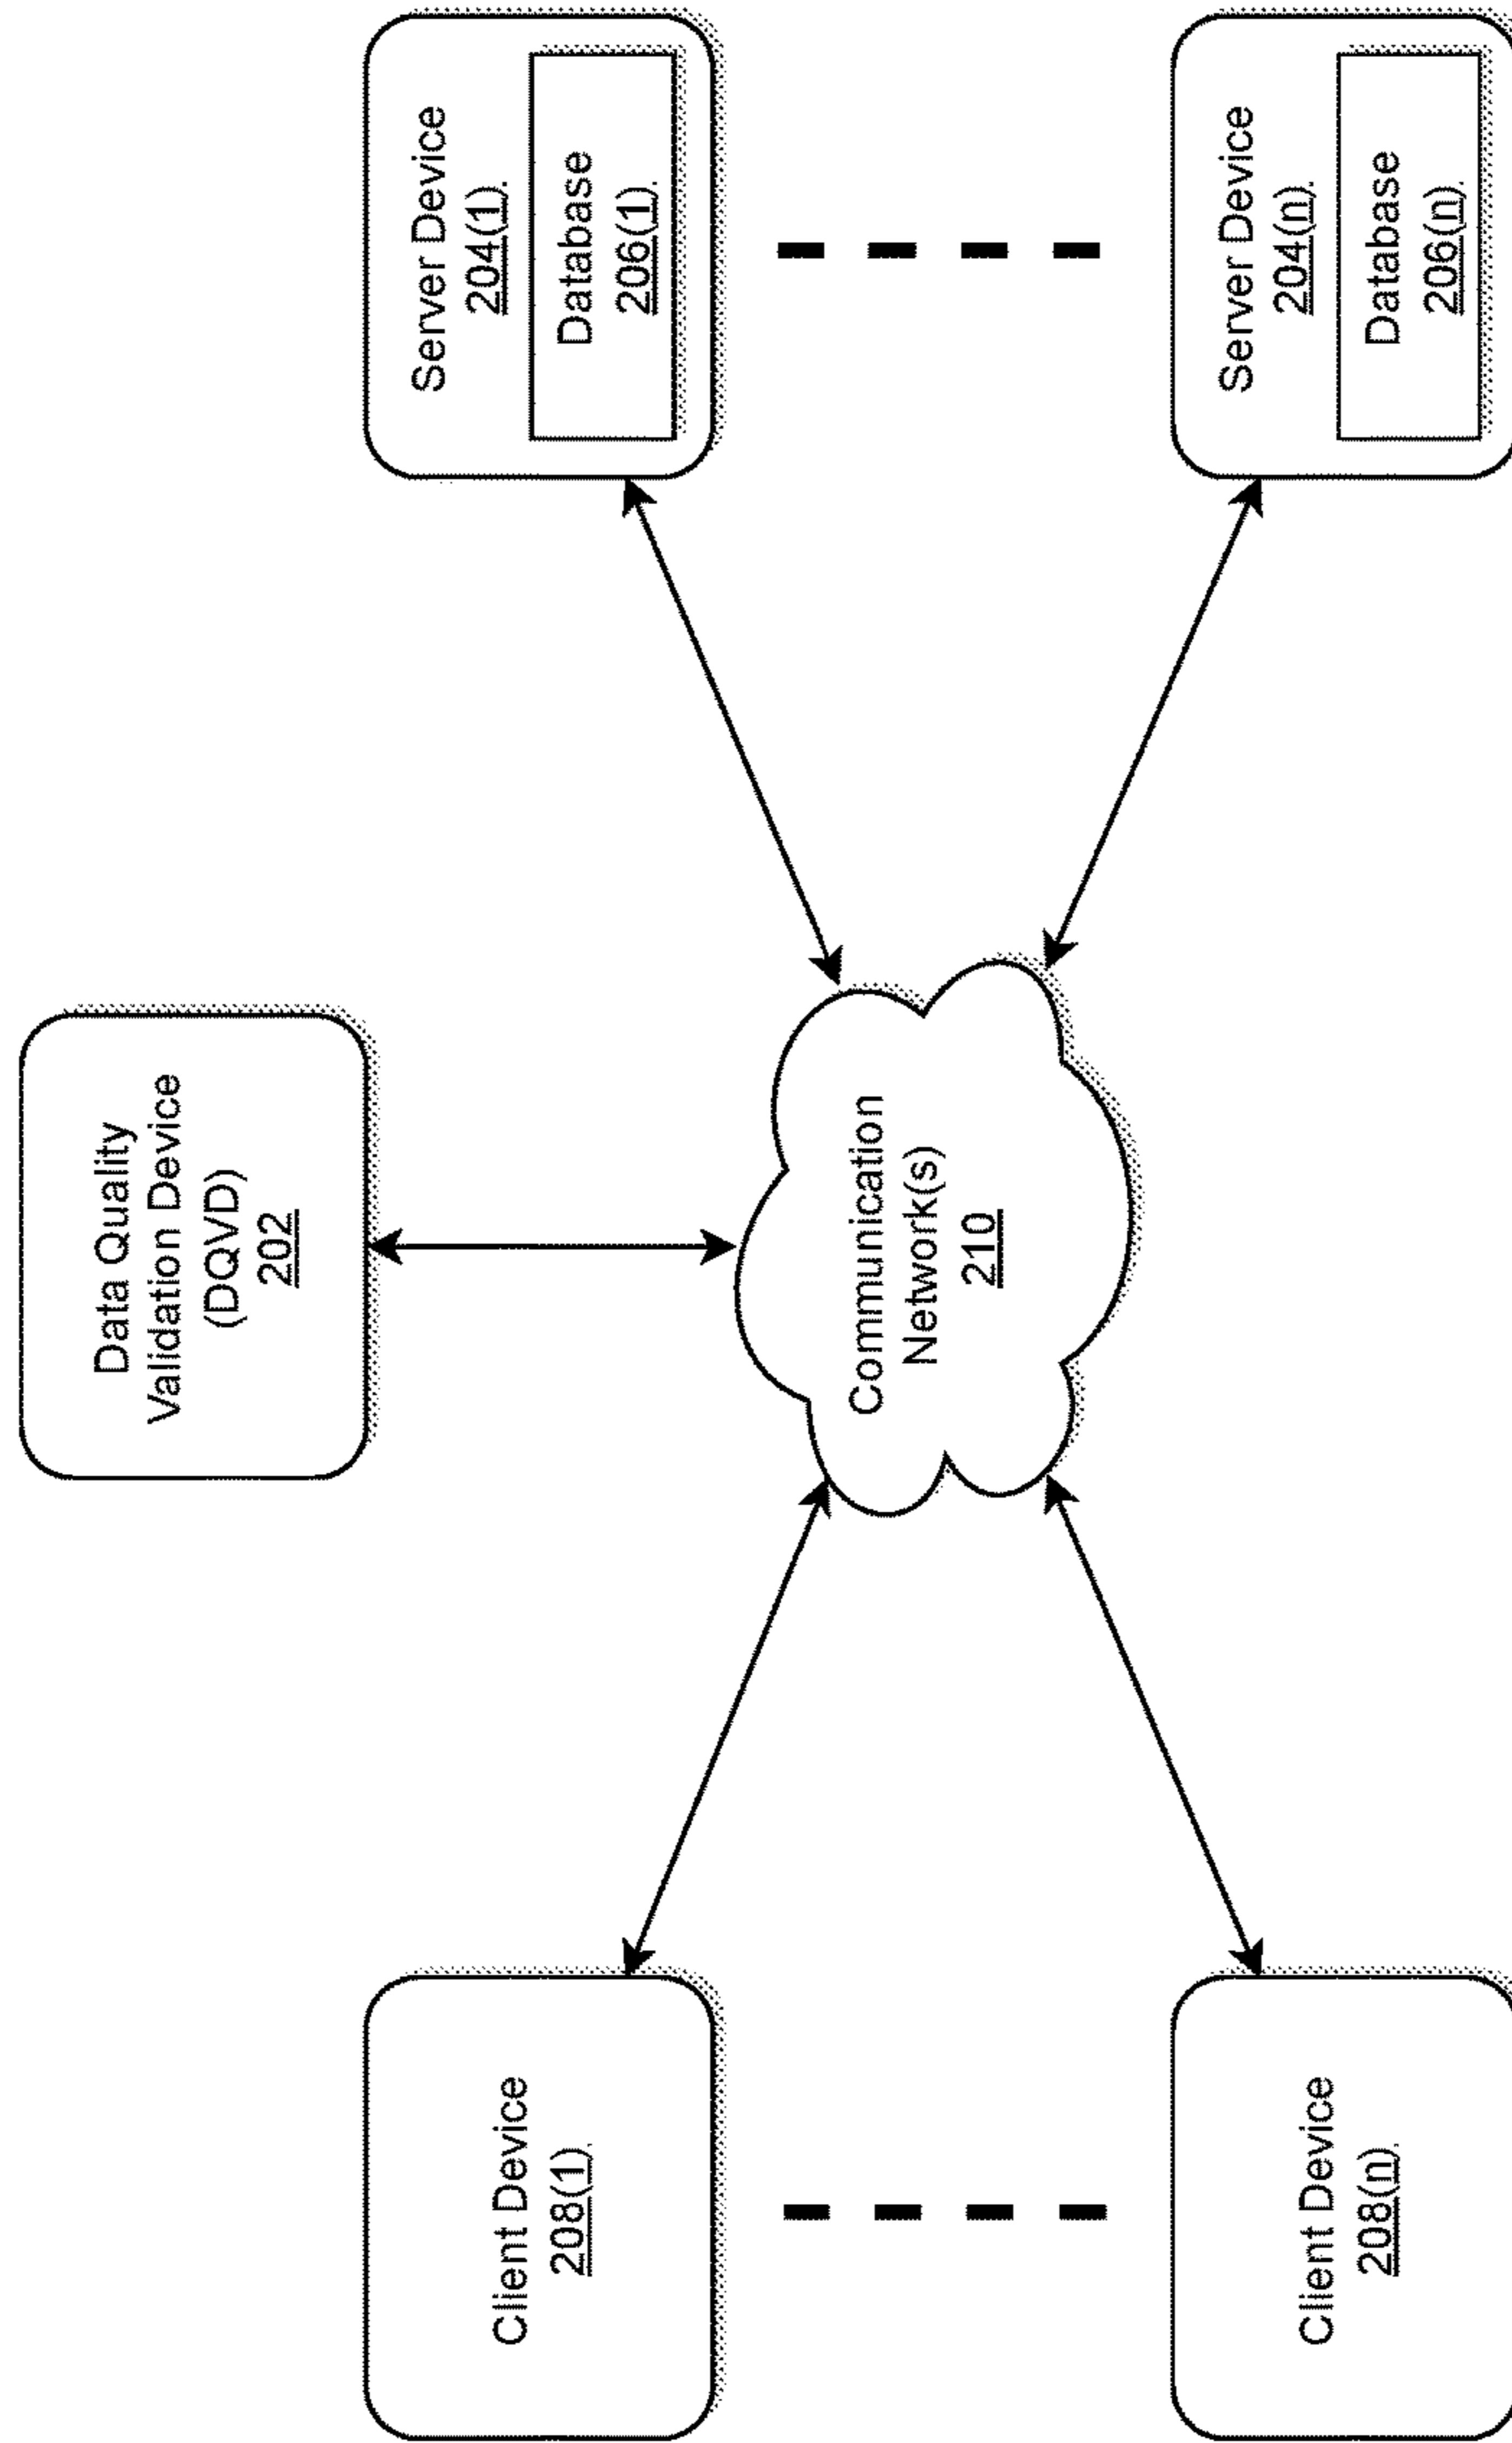 Data Quality
Validation Device
(DQVD)
202
Client Device
208(1)
Communication
Network(s)
210
Server Device
204(1)
Database
206(1)
Client Device
208(n)
Server Device
204(n)
Database
206(n)